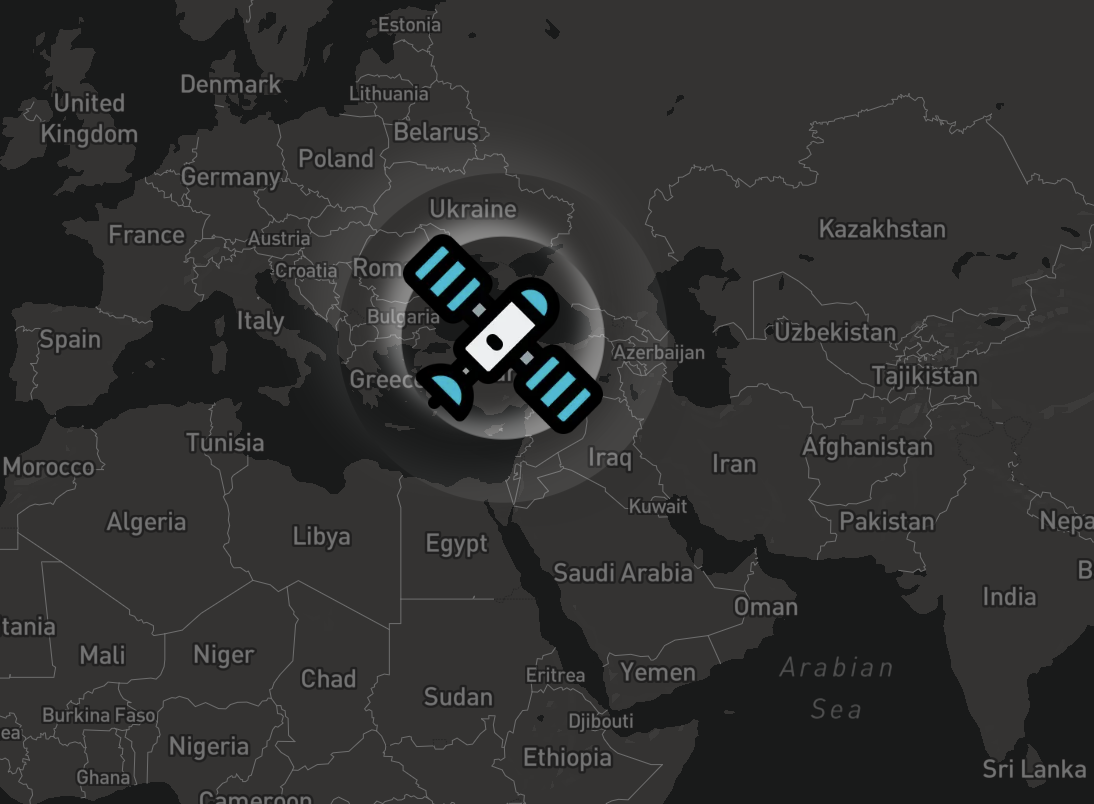 Estonia
Denmark
Lithuania
United
Kingdom
Belarus
Poland
Germany
Ukraine
France
Austria
Kazakhstan
Croatia
Rom
Bulgaria
Italy
Spain
Uzbekistan
Azerbaijan
Tajikistan
Greec
Tunisia
Afghanistan
Morocco
Iraq
Iran
Kuwait
Algeria
Pakistan
Nepa
Libya
Egypt
Saudi Arabia
B
India
Oman
tania
Mali
Niger
Arabian
Sea
Eritrea
Yemen
Chad
Sudan
Burkina Faso
Djibouti
ea
Nigeria
Ethiopia
Sri Lanka
Ghana
Cameroon